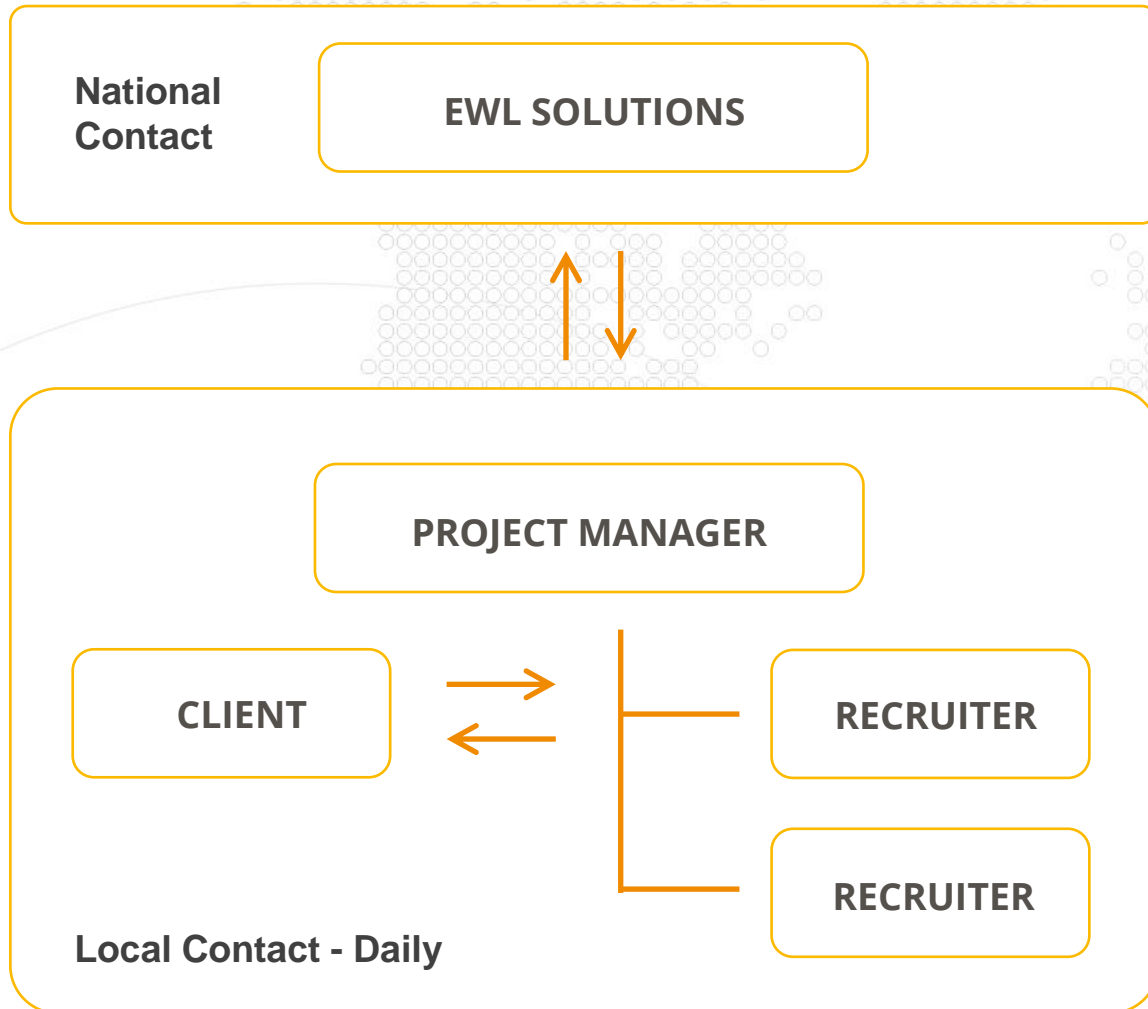 National
Contact
EWL SOLUTIONS
PROJECT MANAGER
CLIENT
RECRUITER
RECRUITER
Local Contact - Daily